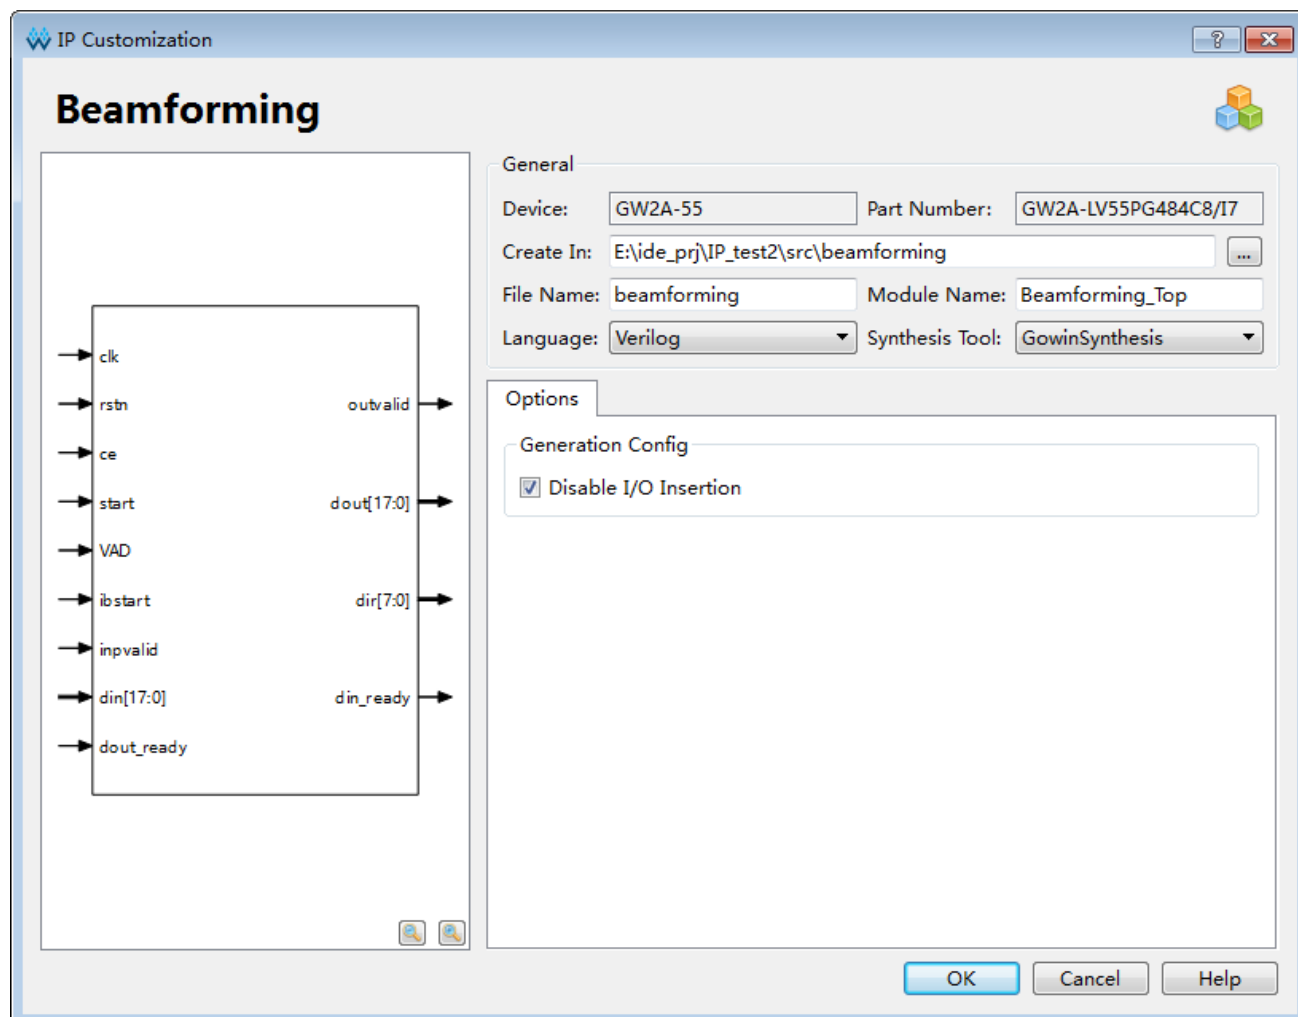 IP Customization
Beamforming
clk
rstn
outvalid
ce
start
dout[17:0]
VAD
ibstart
dir[7:0]
inpvalid
din[17:0]
din_ready
dout_ready
General
Device: GW2A-55 Part Number: GW2A-LV55PG484C8/I7
Create In: E:\ide_prj\IP_test2\src\beamforming ...
File Name: beamforming Module Name: Beamforming_Top
Language: Verilog Synthesis Tool: GowinSynthesis
Options
Generation Config
Disable I/O Insertion
OK Cancel Help